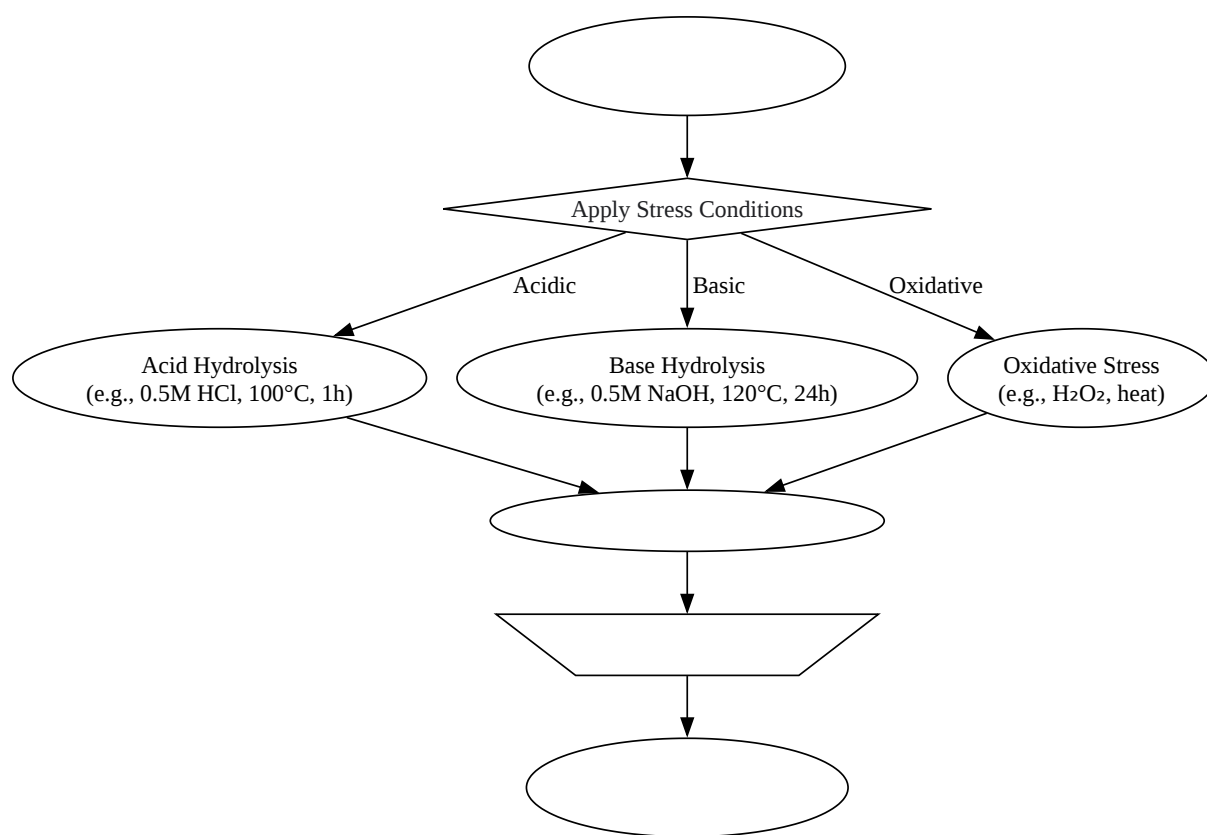 Apply Stress Conditions
Acidic
Basic
Oxidative
Acid Hydrolysis
(e.g., 0.5M HCl, 100°C, 1h)
Base Hydrolysis
(e.g., 0.5M NaOH, 120°C, 24h)
Oxidative Stress
(e.g., H₂O₂, heat)